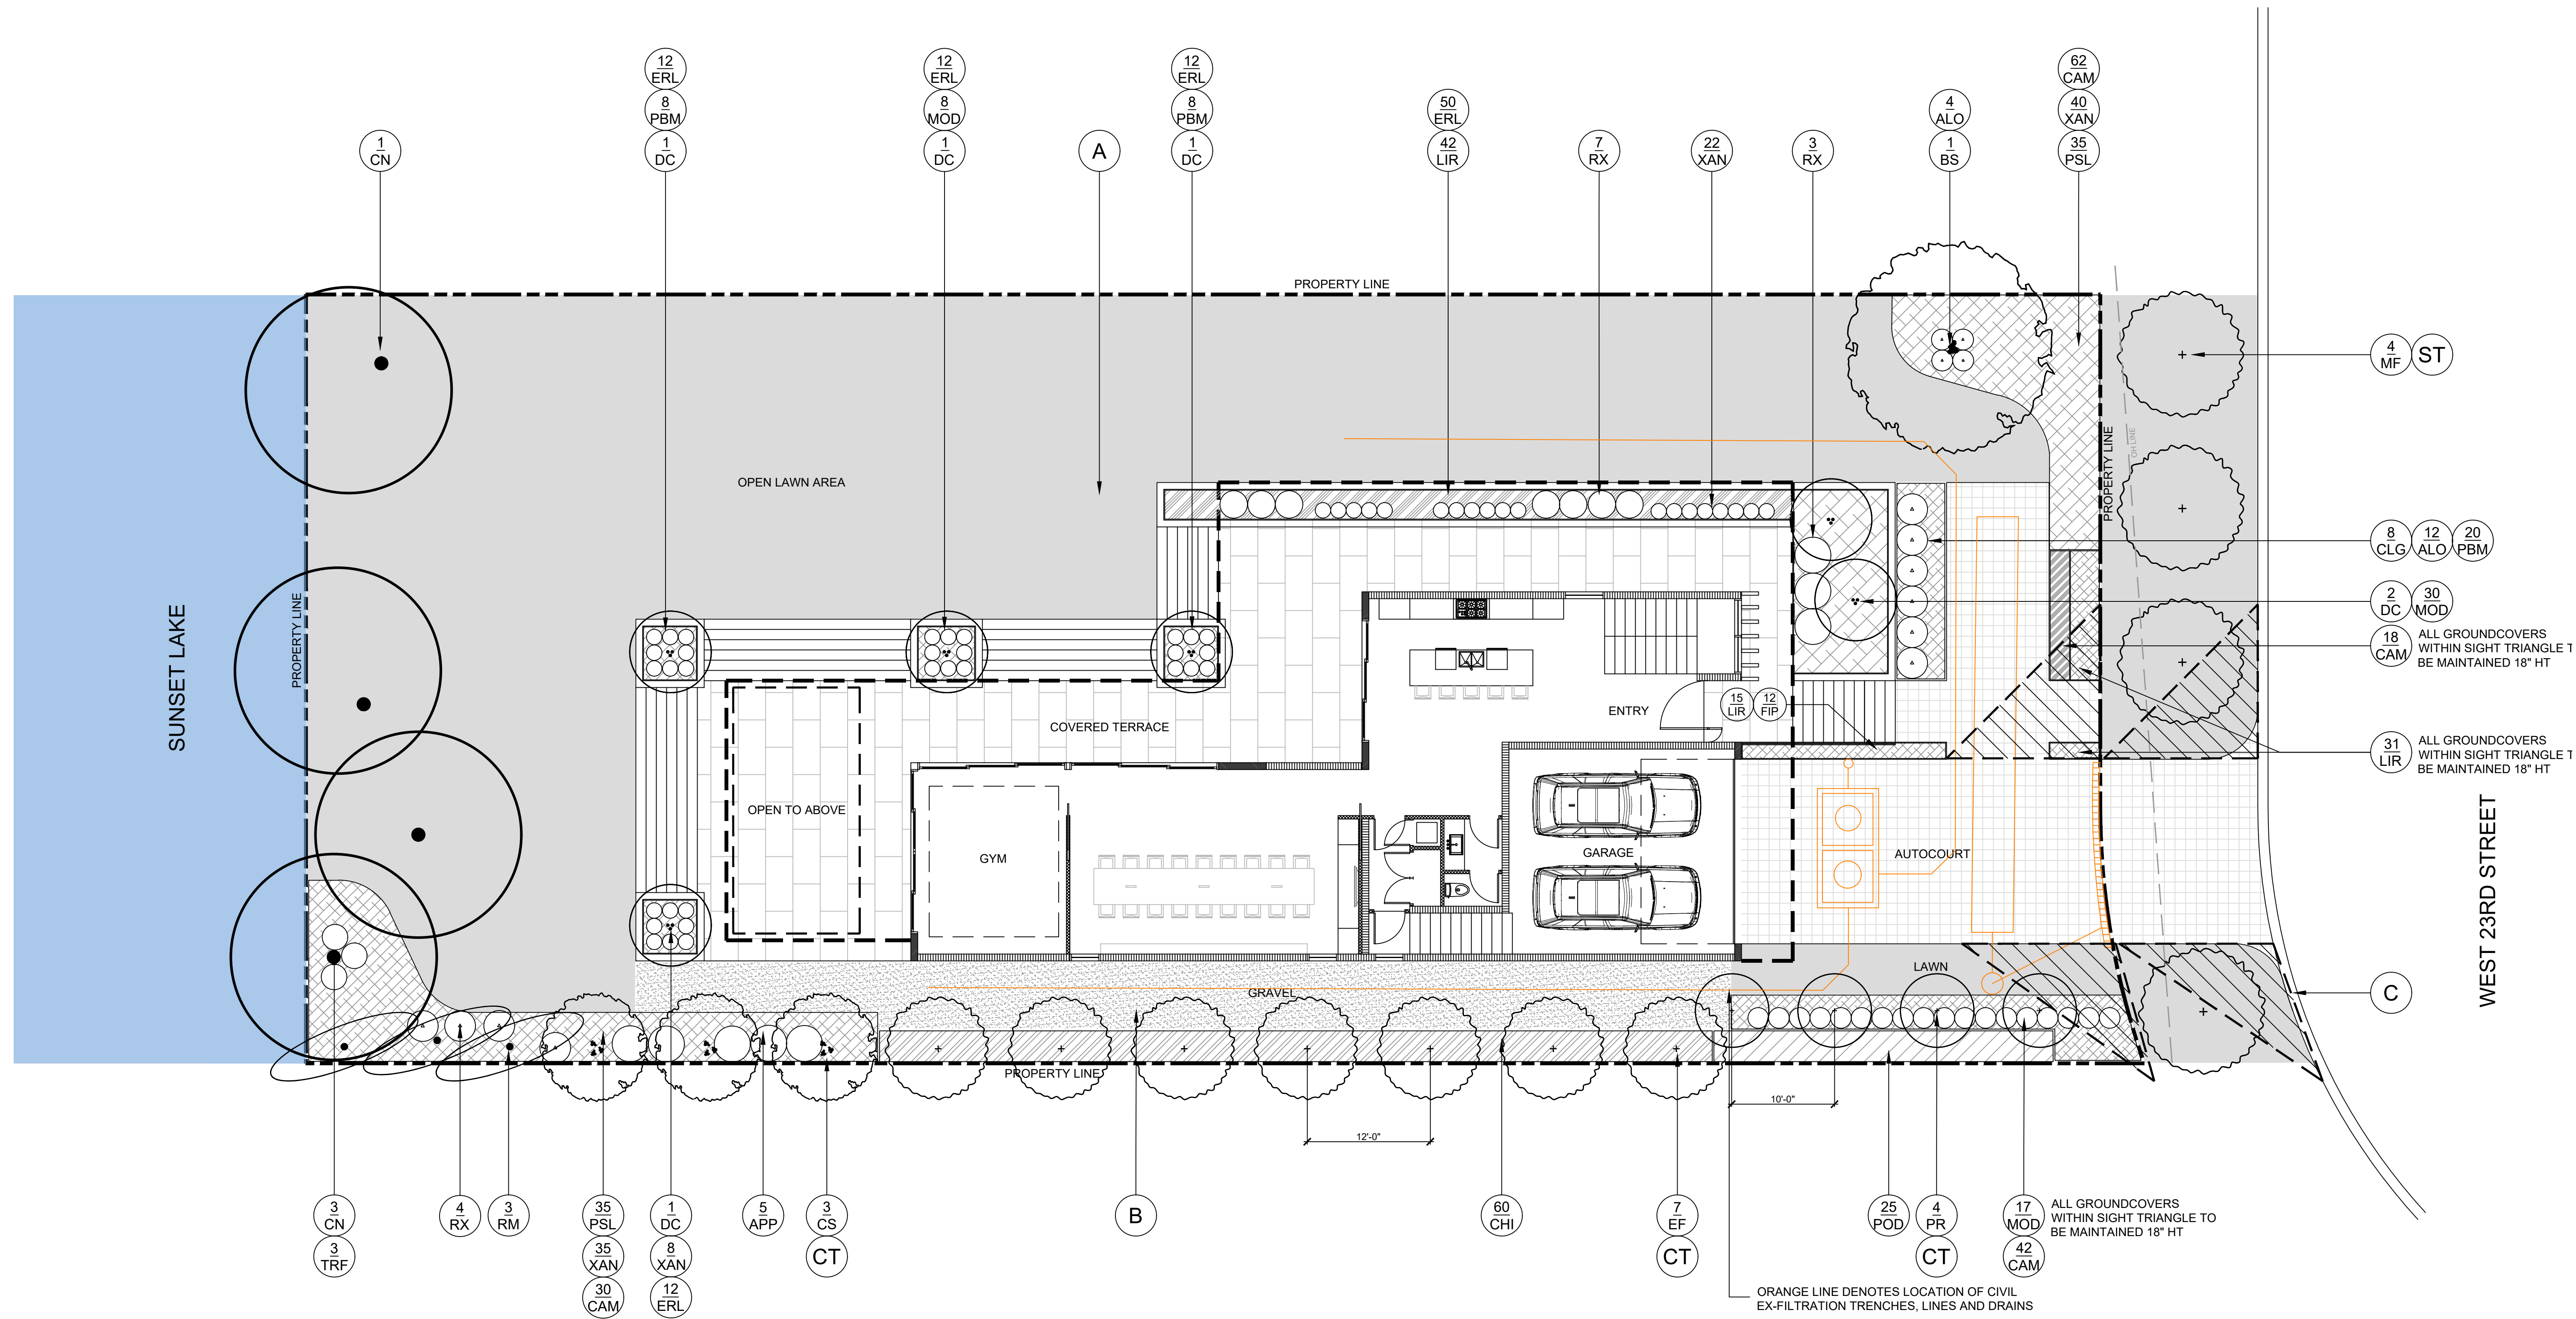 12
ERL
8
PBM
1
DC
12
ERL
8
MOD
1
DC
12
ERL
8
PBM
1
DC
62
CAM
40
XAN
35
PSL
50
ERL
42
LIR
4
ALO
1
BS
1
CN
A
7
RX
22
XAN
3
RX
PROPERTY LINE
4
MF
ST
OH LINE
PROPERTY LINE
OPEN LAWN AREA
8
CLG
12
ALO
20
PBM
2
DC
30
MOD
18
CAM
ALL GROUNDCOVERS
WITHIN SIGHT TRIANGLE T
BE MAINTAINED 18" HT
SUNSET LAKE
PROPERTY LINE
ENTRY
15
LIR
12
FIP
COVERED TERRACE
31
LIR
ALL GROUNDCOVERS
WITHIN SIGHT TRIANGLE T
BE MAINTAINED 18" HT
OPEN TO ABOVE
GYM
GARAGE
AUTOCOURT
WEST 23RD STREET
LAWN
GRAVEL
C
PROPERTY LINE
10'-0"
12'-0"
3
CN
3
TRF
4
RX
3
RM
35
PSL
35
XAN
30
CAM
1
DC
8
XAN
12
ERL
5
APP
3
CS
CT
B
60
CHI
7
EF
CT
25
POD
4
PR
CT
17
MOD
42
CAM
ALL GROUNDCOVERS
WITHIN SIGHT TRIANGLE TO
BE MAINTAINED 18" HT
ORANGE LINE DENOTES LOCATION OF CIVIL
EX-FILTRATION TRENCHES, LINES AND DRAINS